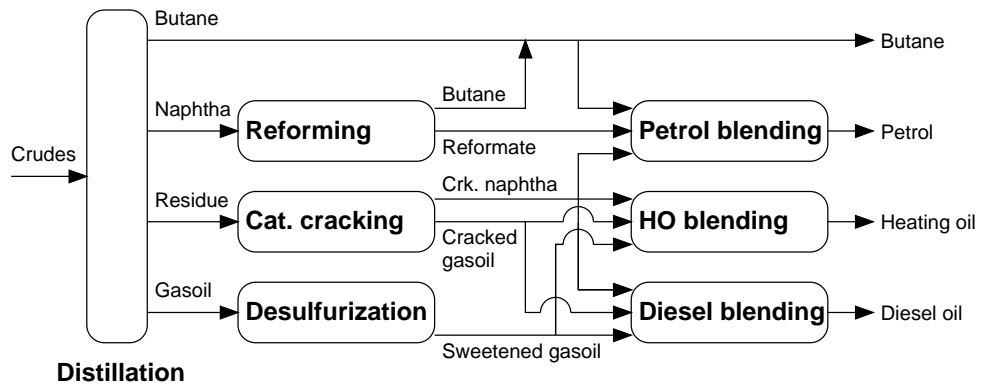 Butane
Butane
Naphtha
Butane
Reforming
Petrol blending
Petrol
Reformate
Crudes
Crk. naphtha
Residue
Cat. cracking
HO blending
Heating oil
Cracked
gasoil
Gasoil
Desulfurization
Diesel blending
Diesel oil
Sweetened gasoil
Distillation